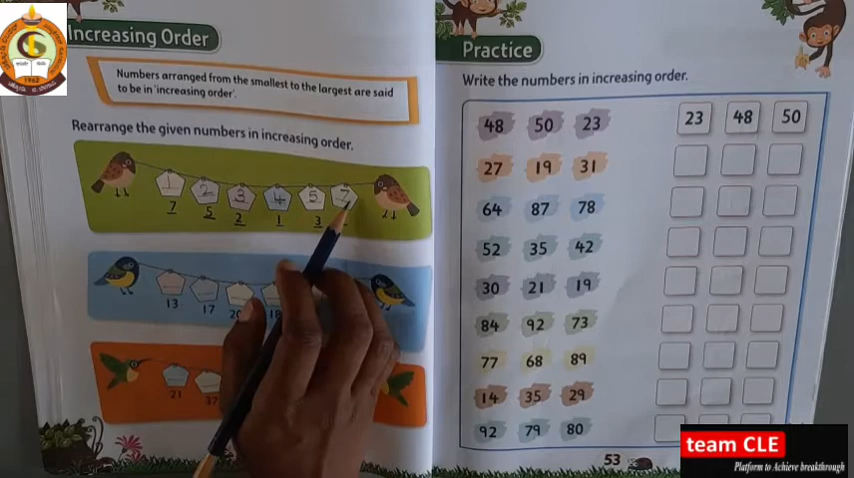 Increasing Order
Numbers arranged from the smallest to the largest are said
to be in 'increasing order'.
Rearrange the given numbers in increasing order.
1 2 3 4 5 7
7 5 2 1 3
13 17 20 18
21 37
Practice
Write the numbers in increasing order.
48 50 23 23 48 50
27 19 31
64 87 78
52 35 42
30 21 19
84 92 73
77 68 89
14 35 29
92 79 80
53
1962
team CLE
Platform to Achieve breakthrough